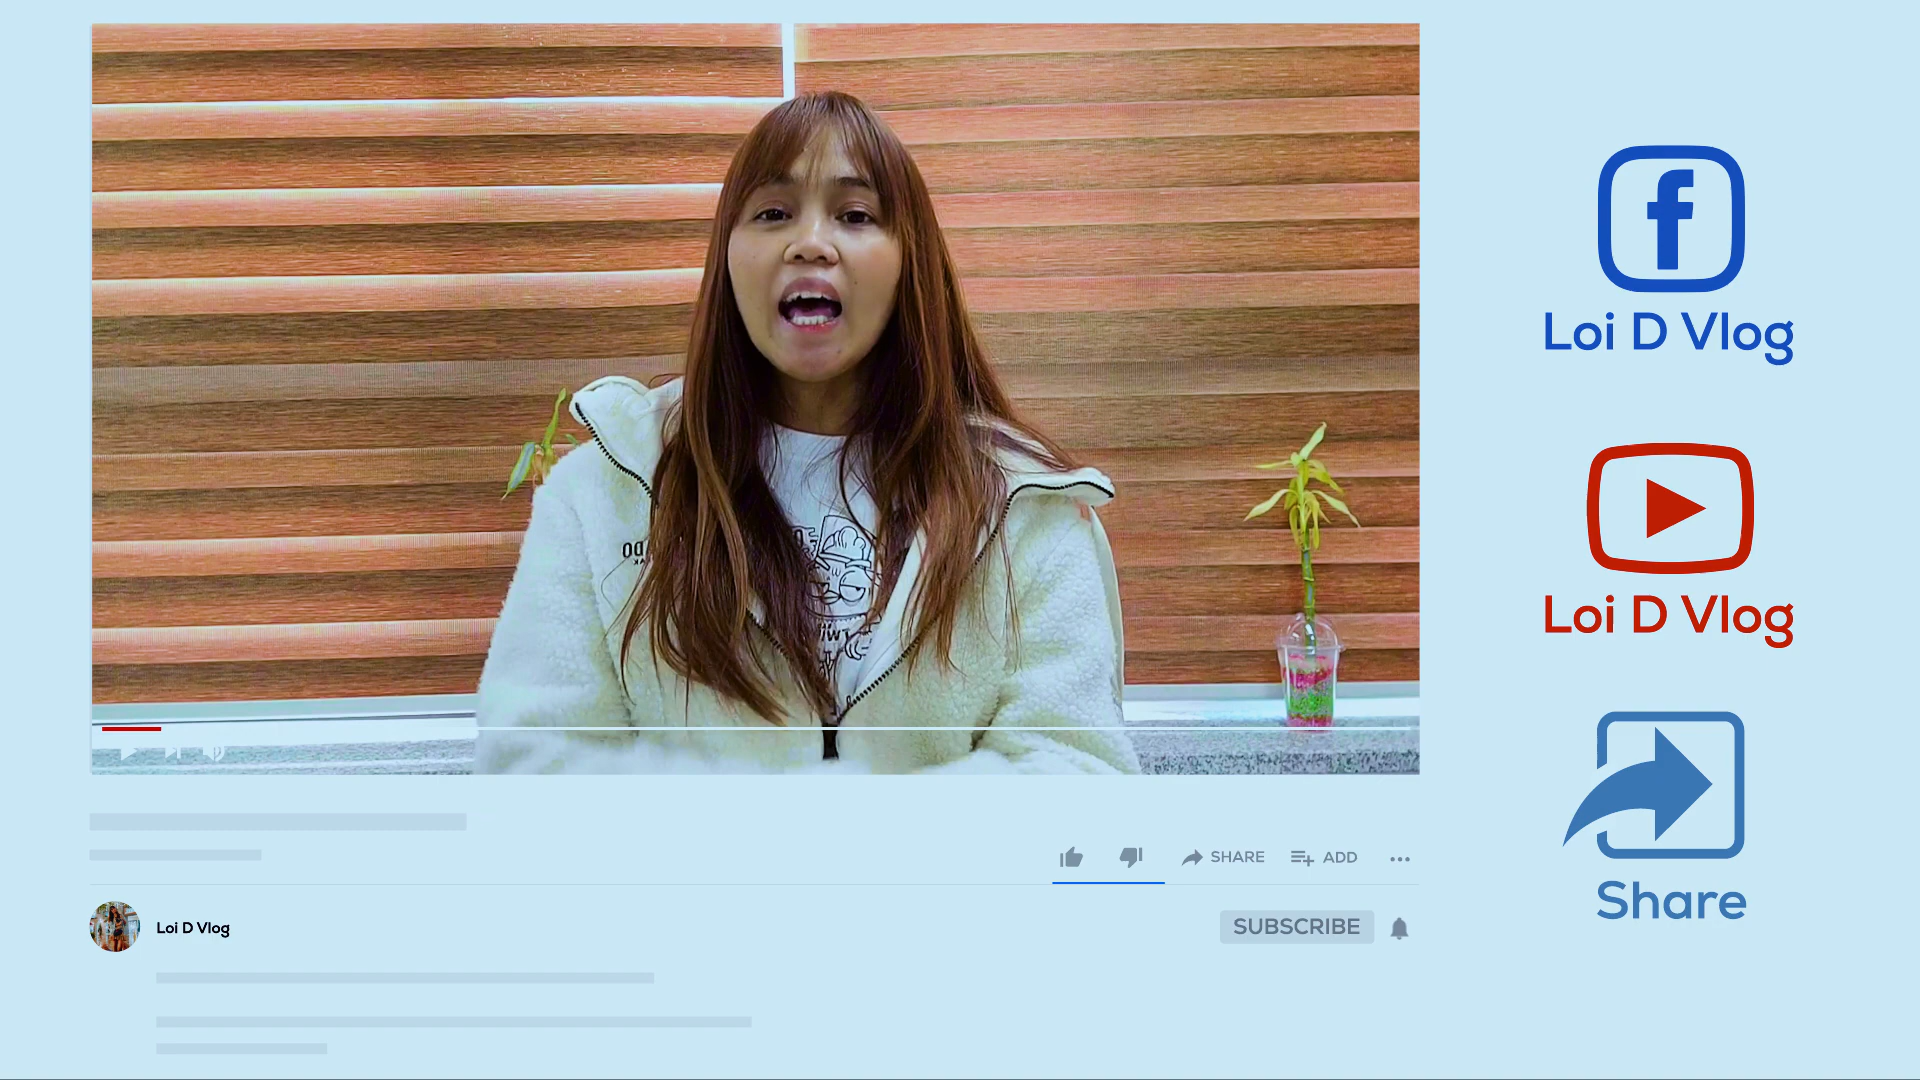 Loi D Vlog
Loi D Vlog
Share
SHARE
ADD
Loi D Vlog
SUBSCRIBE